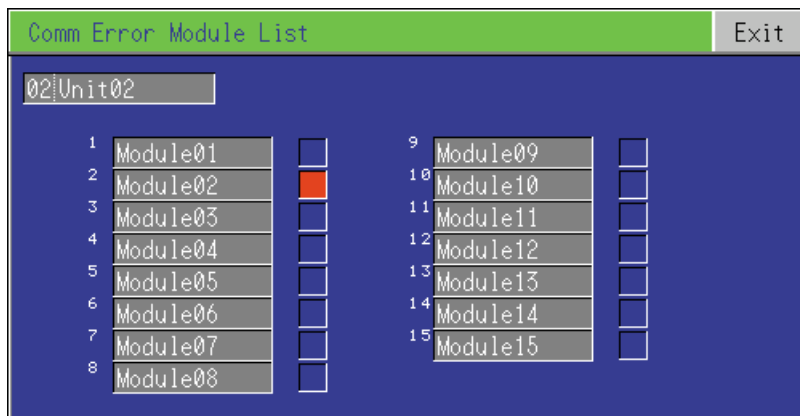 Comm Error Module List Exit
02 Unit02
1 Module01
2 Module02
3 Module03
4 Module04
5 Module05
6 Module06
7 Module07
8 Module08
9 Module09
10 Module10
11 Module11
12 Module12
13 Module13
14 Module14
15 Module15